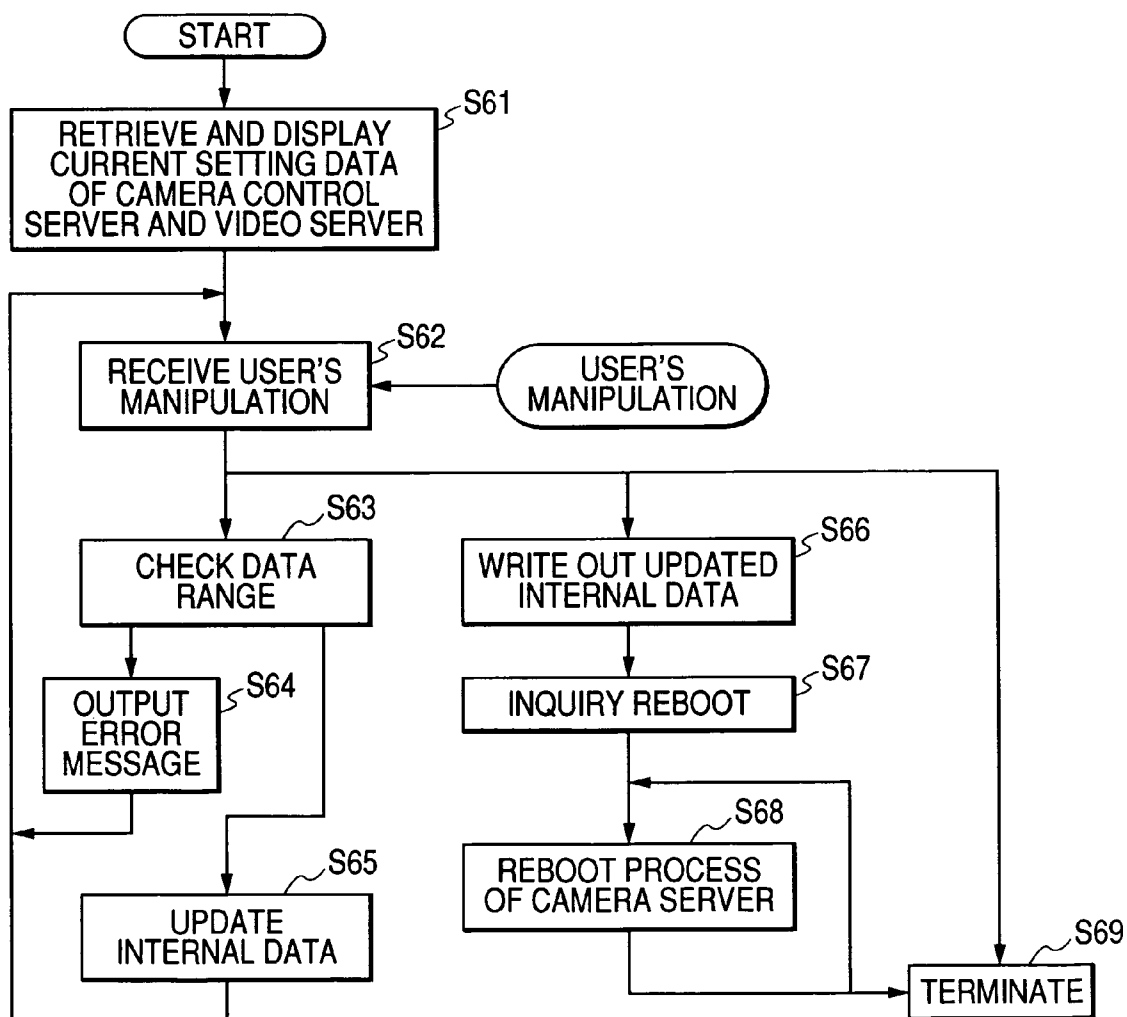 START
S61
RETRIEVE AND DISPLAY
CURRENT SETTING DATA
OF CAMERA CONTROL
SERVER AND VIDEO SERVER
S62
RECEIVE USER'S
MANIPULATION
USER'S
MANIPULATION
S63
CHECK DATA
RANGE
S64
OUTPUT
ERROR
MESSAGE
S65
UPDATE
INTERNAL DATA
S66
WRITE OUT UPDATED
INTERNAL DATA
S67
INQUIRY REBOOT
S68
REBOOT PROCESS
OF CAMERA SERVER
S69
TERMINATE